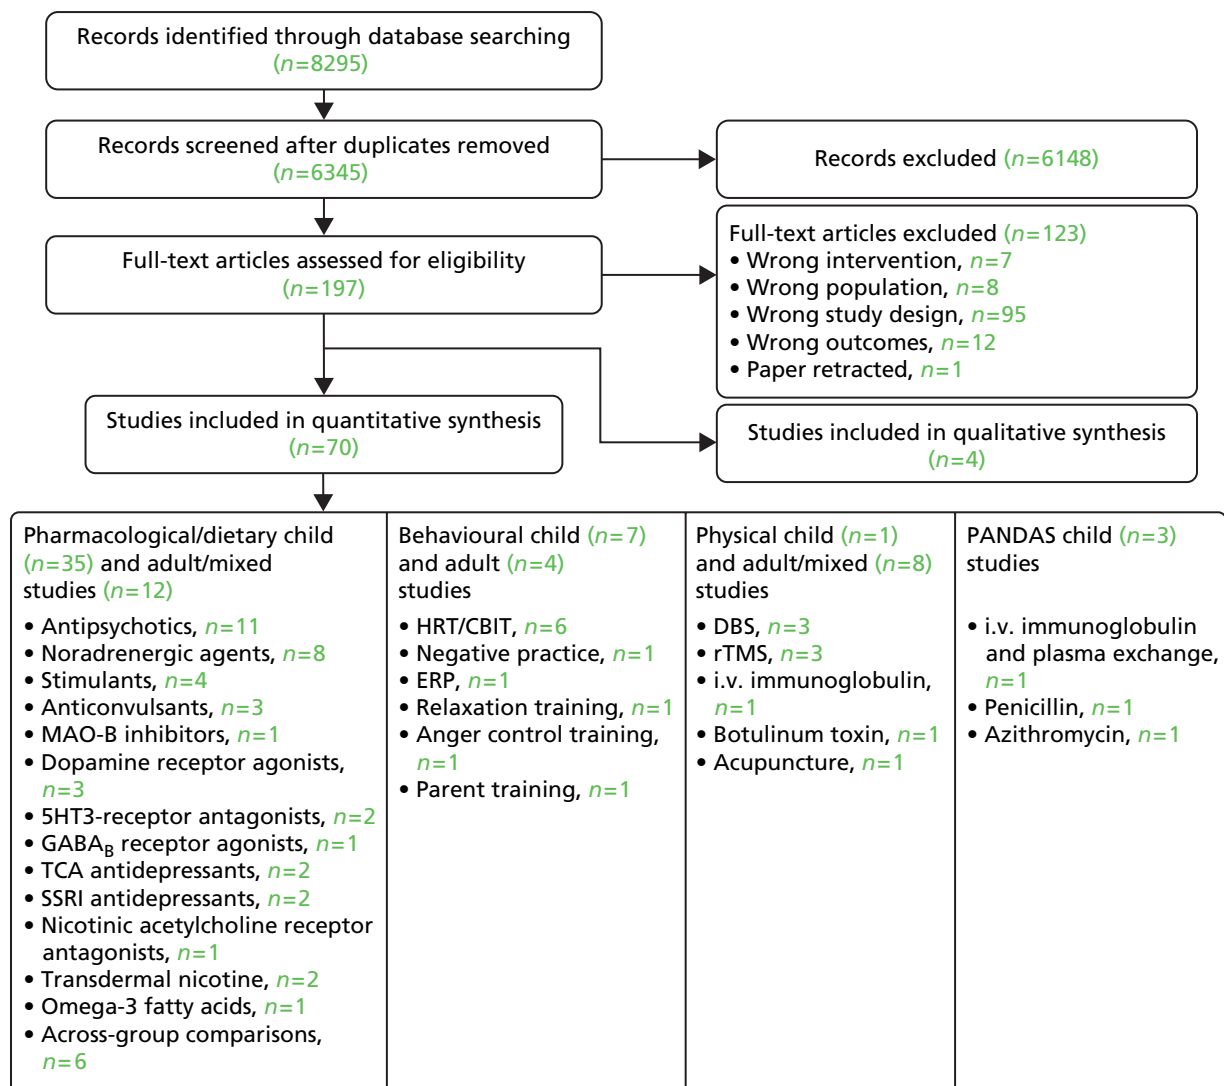 Records identified through database searching
(n=8295)
Records screened after duplicates removed
(n=6345)
Records excluded (n=6148)
Full-text articles assessed for eligibility
(n=197)
Full-text articles excluded (n=123)
• Wrong intervention, n=7
• Wrong population, n=8
• Wrong study design, n=95
• Wrong outcomes, n=12
• Paper retracted, n=1
Studies included in quantitative synthesis
(n=70)
Studies included in qualitative synthesis
(n=4)
Pharmacological/dietary child
(n=35) and adult/mixed
studies (n=12)
• Antipsychotics, n=11
• Noradrenergic agents, n=8
• Stimulants, n=4
• Anticonvulsants, n=3
• MAO-B inhibitors, n=1
• Dopamine receptor agonists,
n=3
• 5HT3-receptor antagonists, n=2
• GABAB receptor agonists, n=1
• TCA antidepressants, n=2
• SSRI antidepressants, n=2
• Nicotinic acetylcholine receptor
antagonists, n=1
• Transdermal nicotine, n=2
• Omega-3 fatty acids, n=1
• Across-group comparisons,
n=6
Behavioural child (n=7)
and adult (n=4)
studies
• HRT/CBIT, n=6
• Negative practice, n=1
• ERP, n=1
• Relaxation training, n=1
• Anger control training,
n=1
• Parent training, n=1
Physical child (n=1)
and adult/mixed (n=8)
studies
• DBS, n=3
• rTMS, n=3
• i.v. immunoglobulin,
n=1
• Botulinum toxin, n=1
• Acupuncture, n=1
PANDAS child (n=3)
studies
• i.v. immunoglobulin
and plasma exchange,
n=1
• Penicillin, n=1
• Azithromycin, n=1